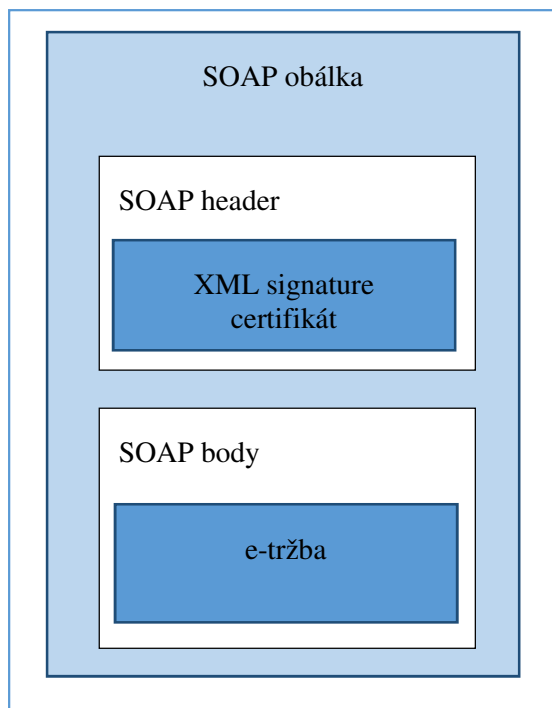 SOAP obálka
SOAP header
XML signature
certifikát
SOAP body
e-tržba